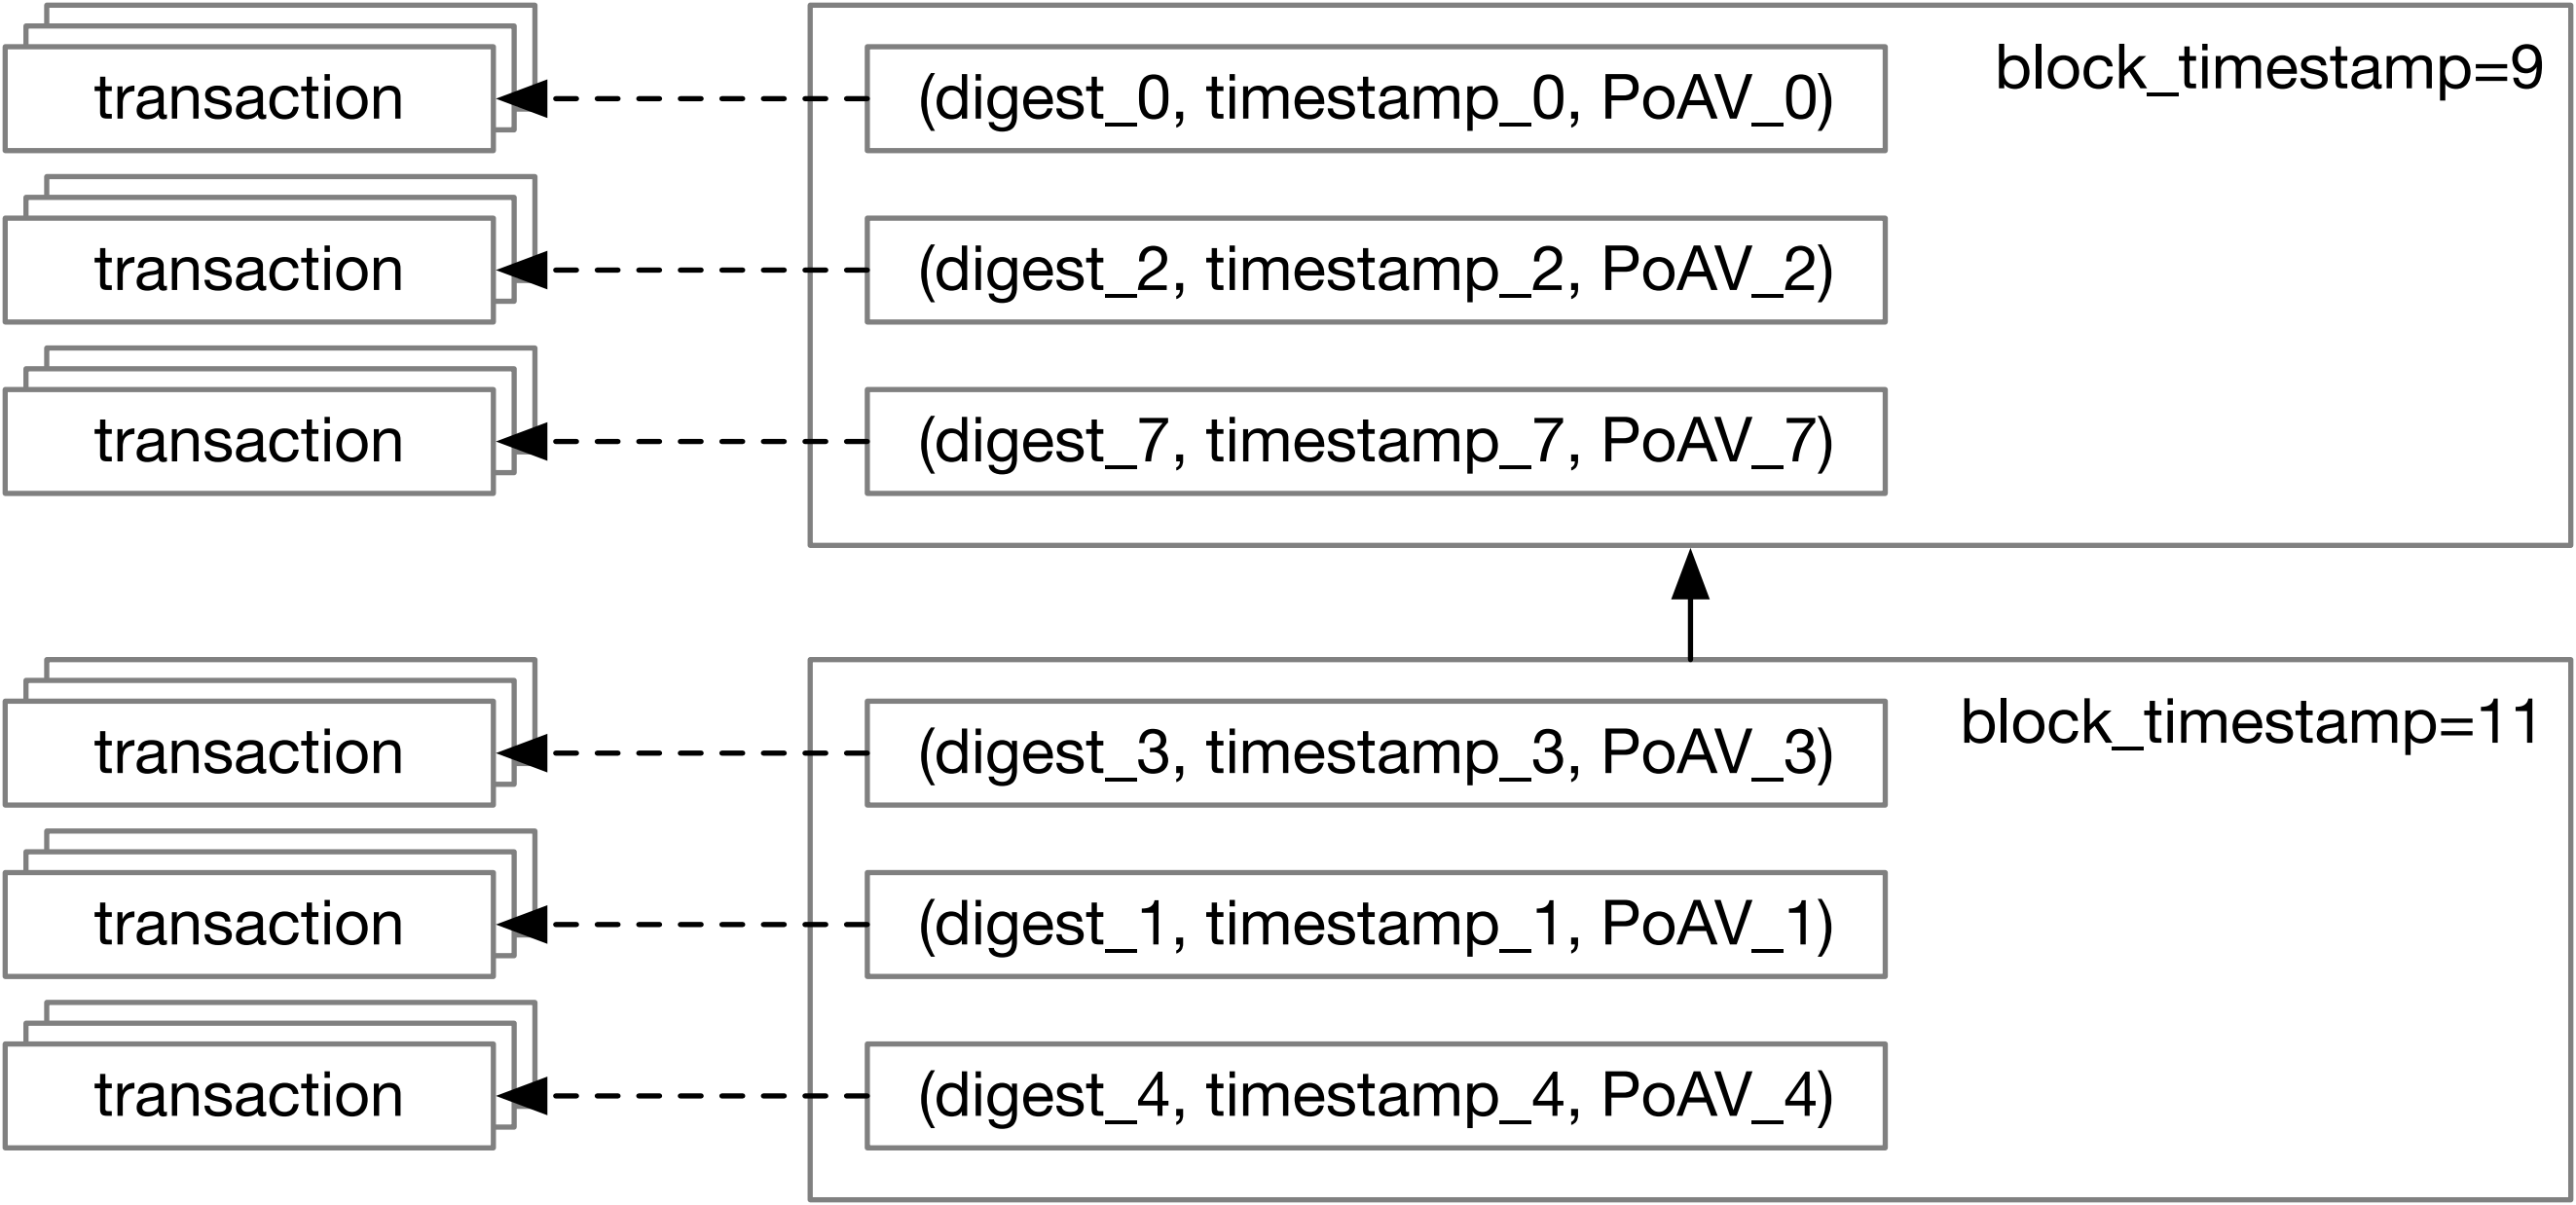 transaction
(digest_0, timestamp_0, PoAV_0)
block_timestamp=9
transaction
(digest_2, timestamp_2, PoAV_2)
transaction
(digest_7, timestamp_7, PoAV_7)
transaction
(digest_3, timestamp_3, PoAV_3)
block_timestamp=11
transaction
(digest_1, timestamp_1, PoAV_1)
transaction
(digest_4, timestamp_4, PoAV_4)